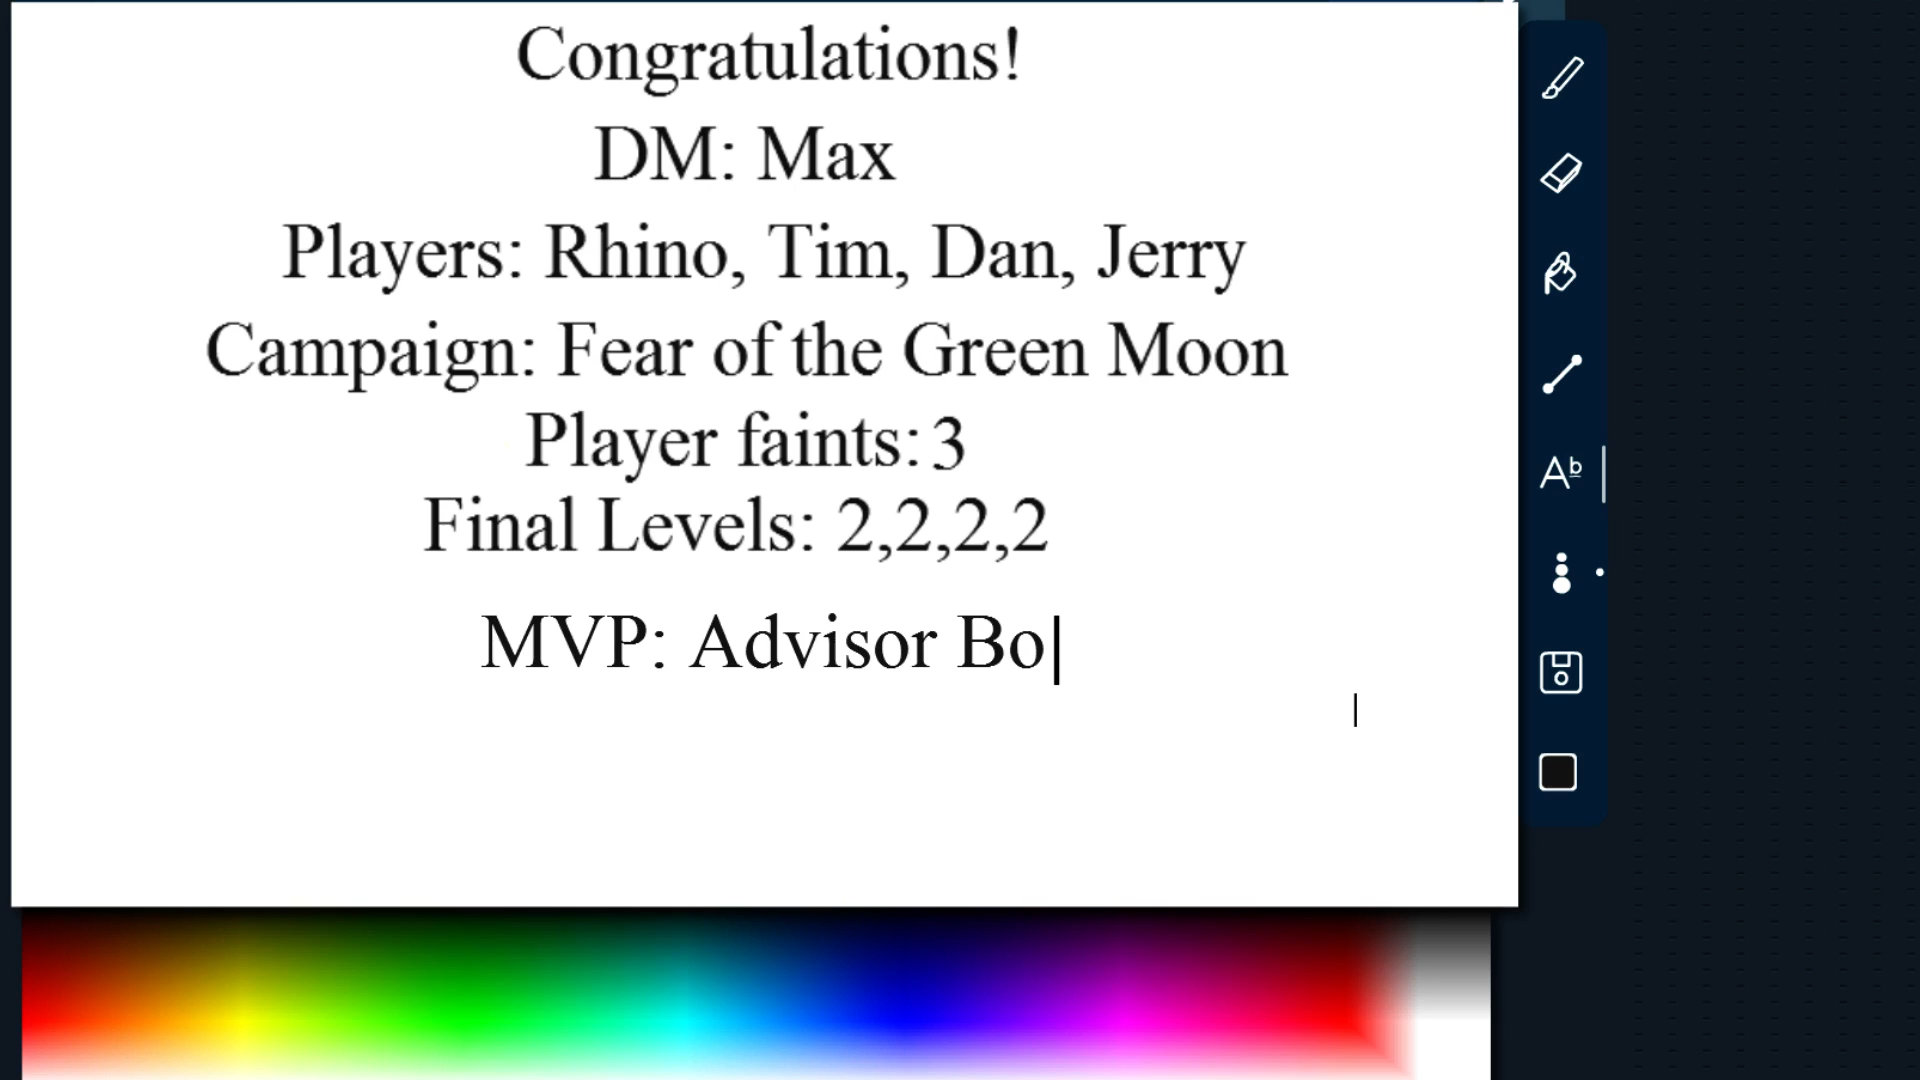 Congratulations!
DM: Max
Players: Rhino, Tim, Dan, Jerry
Campaign: Fear of the Green Moon
Player faints: 3
Final Levels: 2,2,2,2
MVP: Advisor Bo
Ab